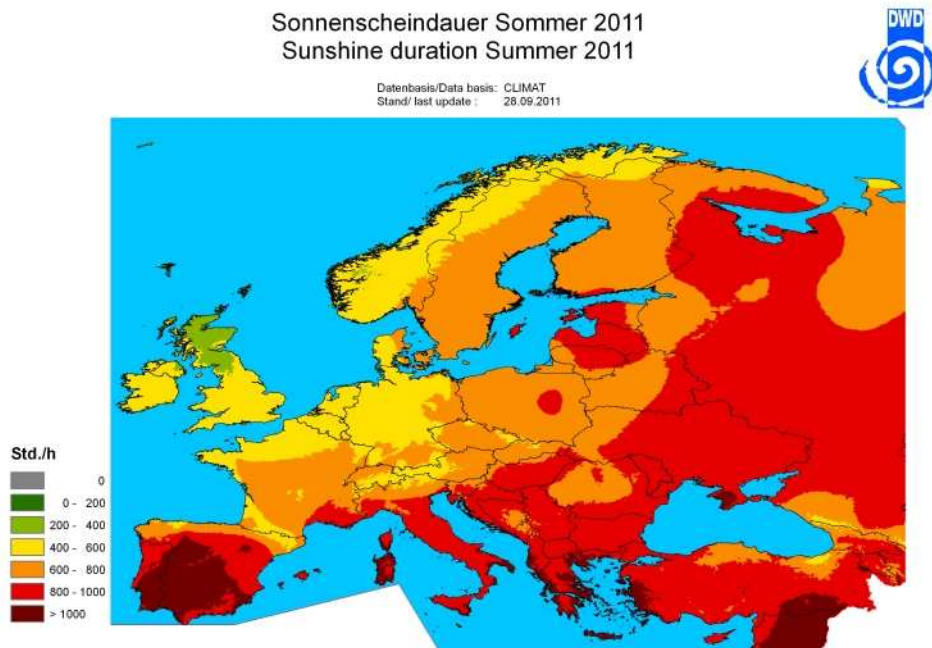 Sonnenscheindauer Sommer 2011
Sunshine duration Summer 2011
DWD
Datenbasis/Data basis: CLIMAT
Stand/ last update : 28.09.2011
Std./h
0
0 - 200
200 - 400
400 - 600
600 - 800
800 - 1000
> 1000